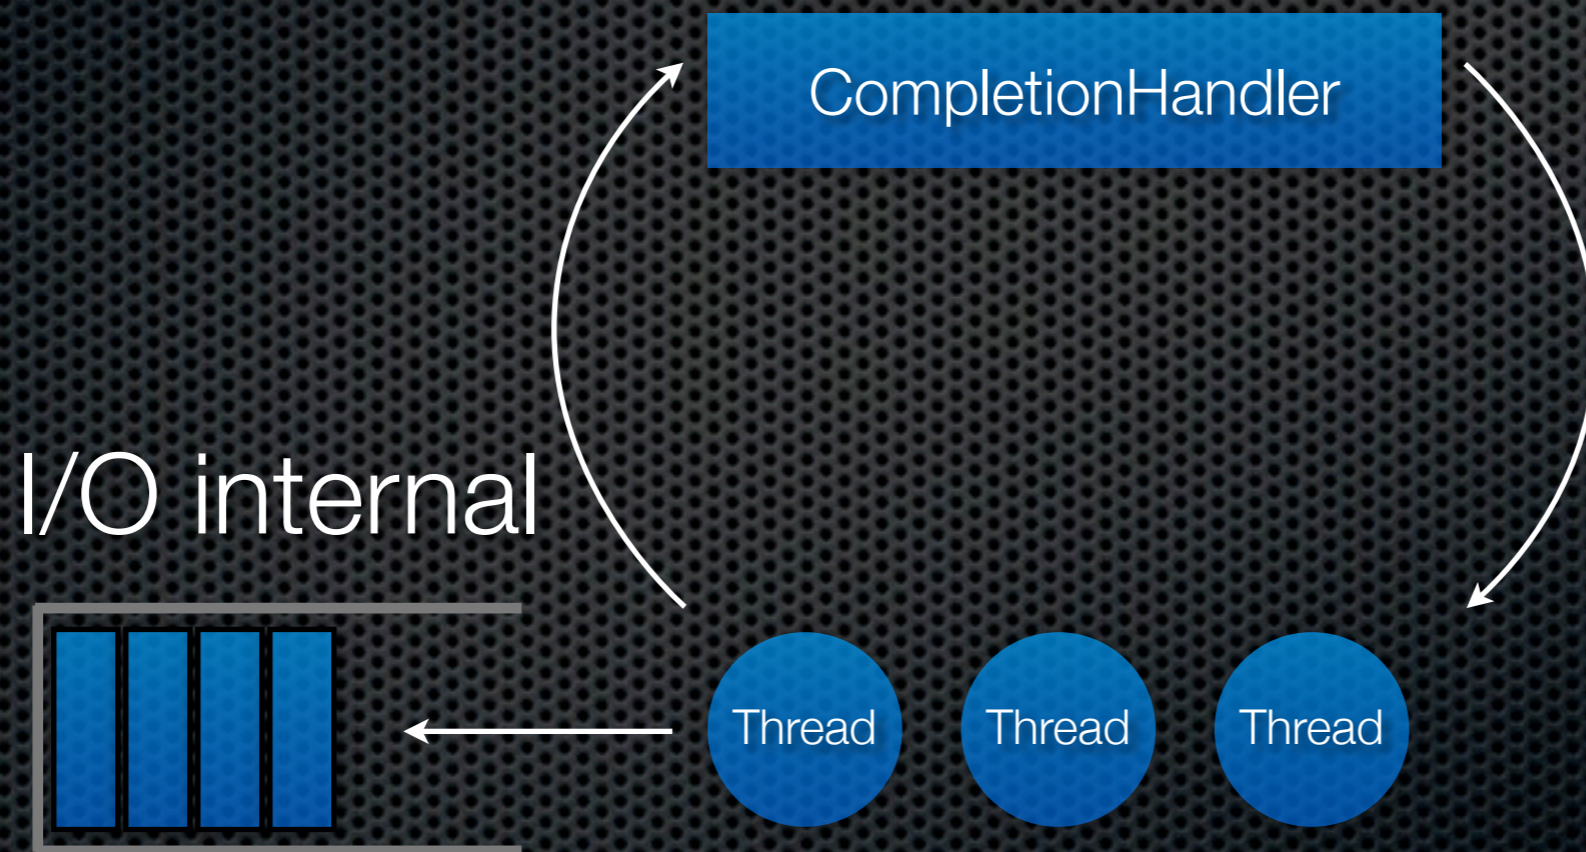 CompletionHandler
I/O internal
Thread
Thread
Thread